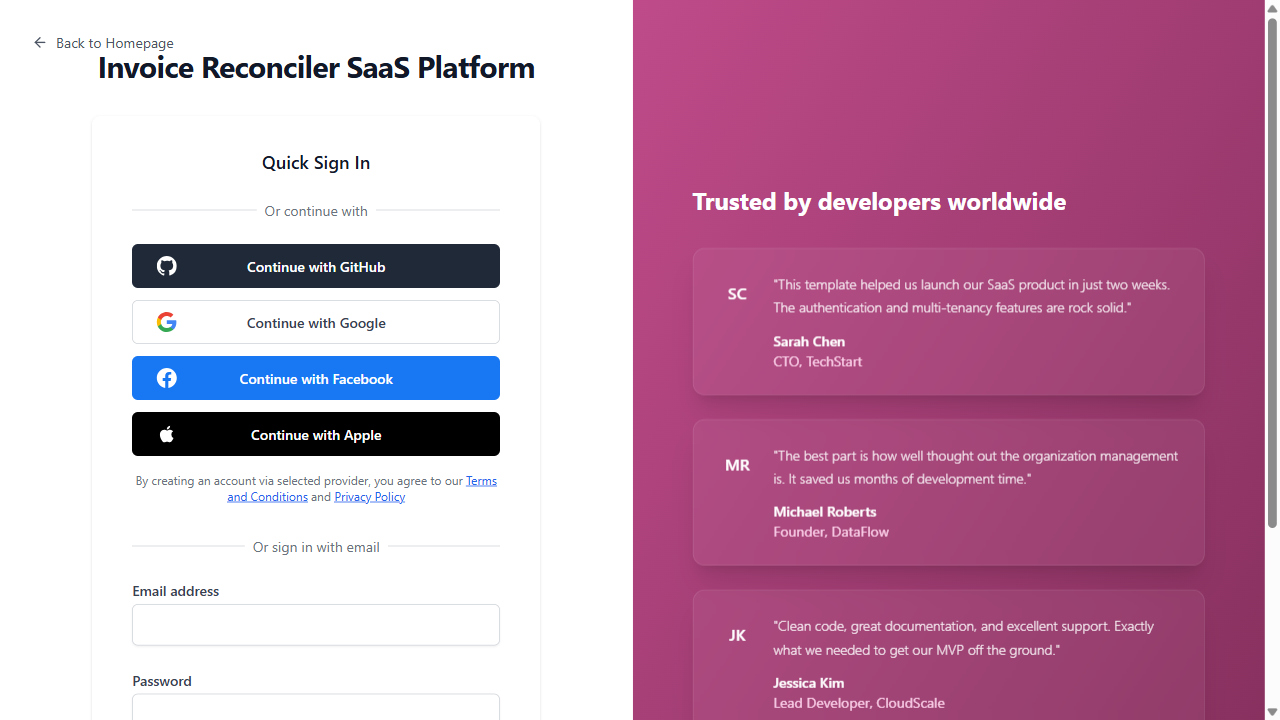 Back to Homepage
Invoice Reconciler SaaS Platform
Quick Sign In
Or continue with
Continue with GitHub
Continue with Google
Continue with Facebook
Continue with Apple
By creating an account via selected provider, you agree to our Terms
and Conditions and Privacy Policy
Or sign in with email
Email address
Password
Trusted by developers worldwide
SC
"This template helped us launch our SaaS product in just two weeks.
The authentication and multi-tenancy features are rock solid."
Sarah Chen
CTO, TechStart
MR
"The best part is how well thought out the organization management
is. It saved us months of development time."
Michael Roberts
Founder, DataFlow
JK
"Clean code, great documentation, and excellent support. Exactly
what we needed to get our MVP off the ground."
Jessica Kim
Lead Developer, CloudScale